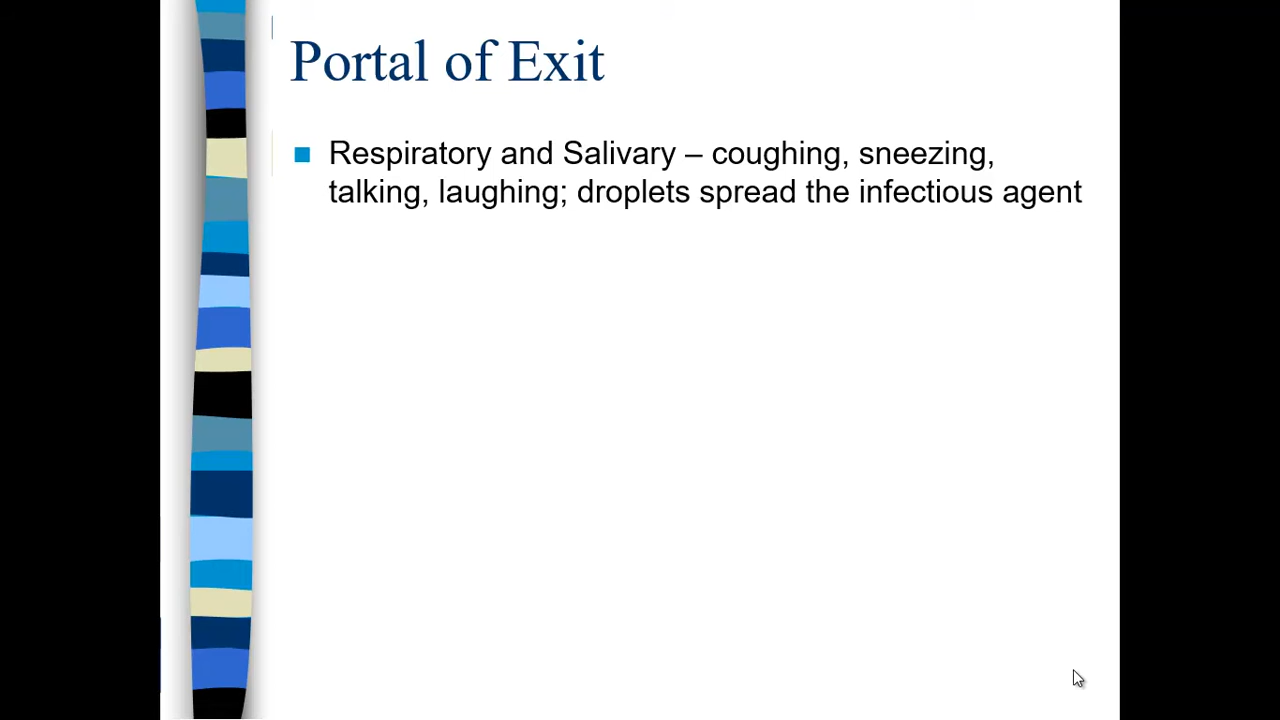 Portal of Exit
Respiratory and Salivary – coughing, sneezing,
talking, laughing; droplets spread the infectious agent